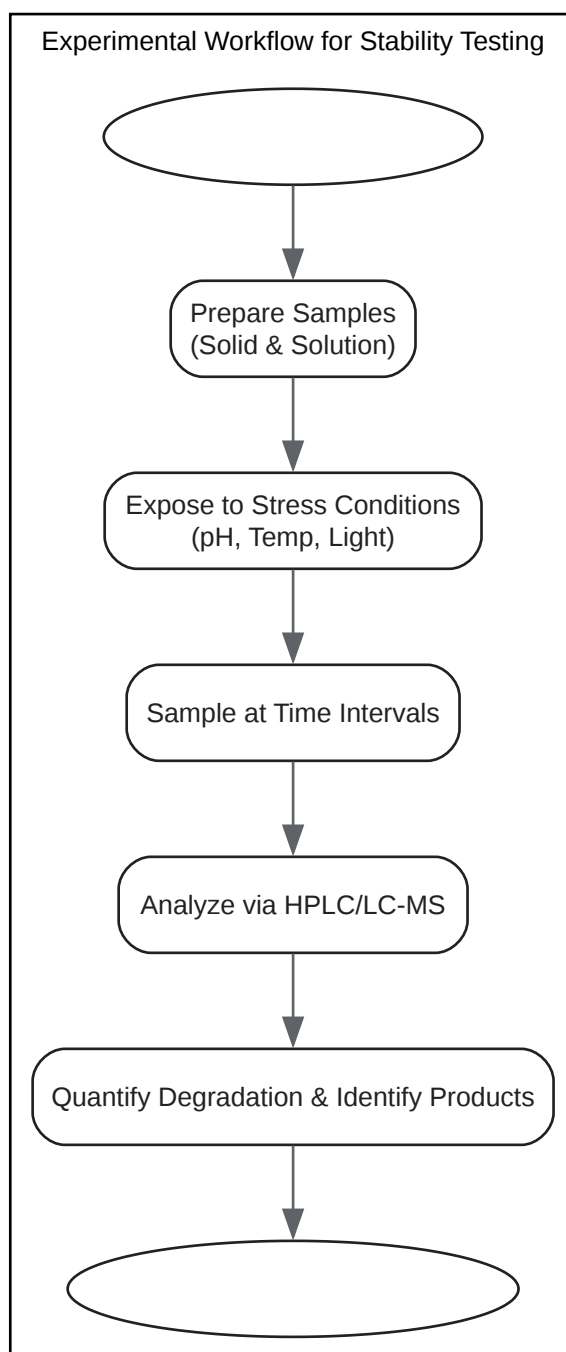 Experimental Workflow for Stability Testing
Prepare Samples
(Solid & Solution)
Expose to Stress Conditions
(pH, Temp, Light)
Sample at Time Intervals
Analyze via HPLC/LC-MS
Quantify Degradation & Identify Products